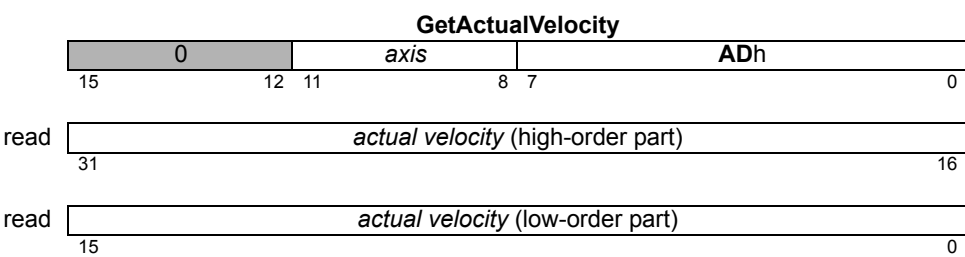 GetActualVelocity
0 axis ADh
15 12 11 8 7 0
read actual velocity (high-order part)
31 16
read actual velocity (low-order part)
15 0